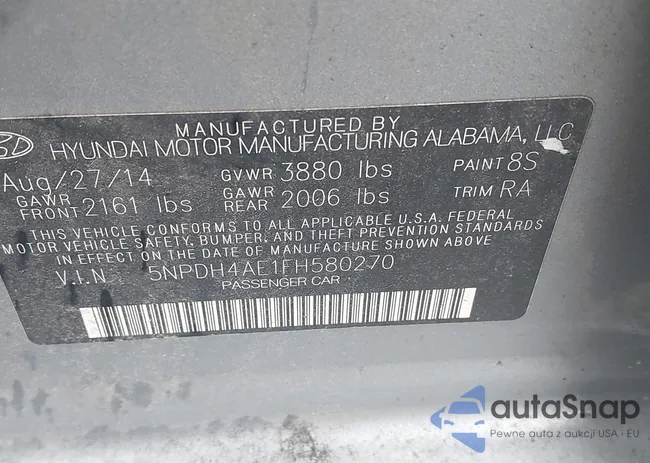 MANUFACTURED BY
HYUNDAI MOTOR MANUFACTURING ALABAMA, LLC
Aug/27/14 GVWR 3880 lbs PAINT 8S
GAWR FRONT 2161 lbs GAWR REAR 2006 lbs TRIM RA
THIS VEHICLE CONFORMS TO ALL APPLICABLE U.S.A. FEDERAL
MOTOR VEHICLE SAFETY, BUMPER, AND THEFT PREVENTION STANDARDS
IN EFFECT ON THE DATE OF MANUFACTURE SHOWN ABOVE.
V.I.N 5NPDH4AE1FH580270
PASSENGER CAR
autoSnap
Pewne auta z aukcji USA i EU